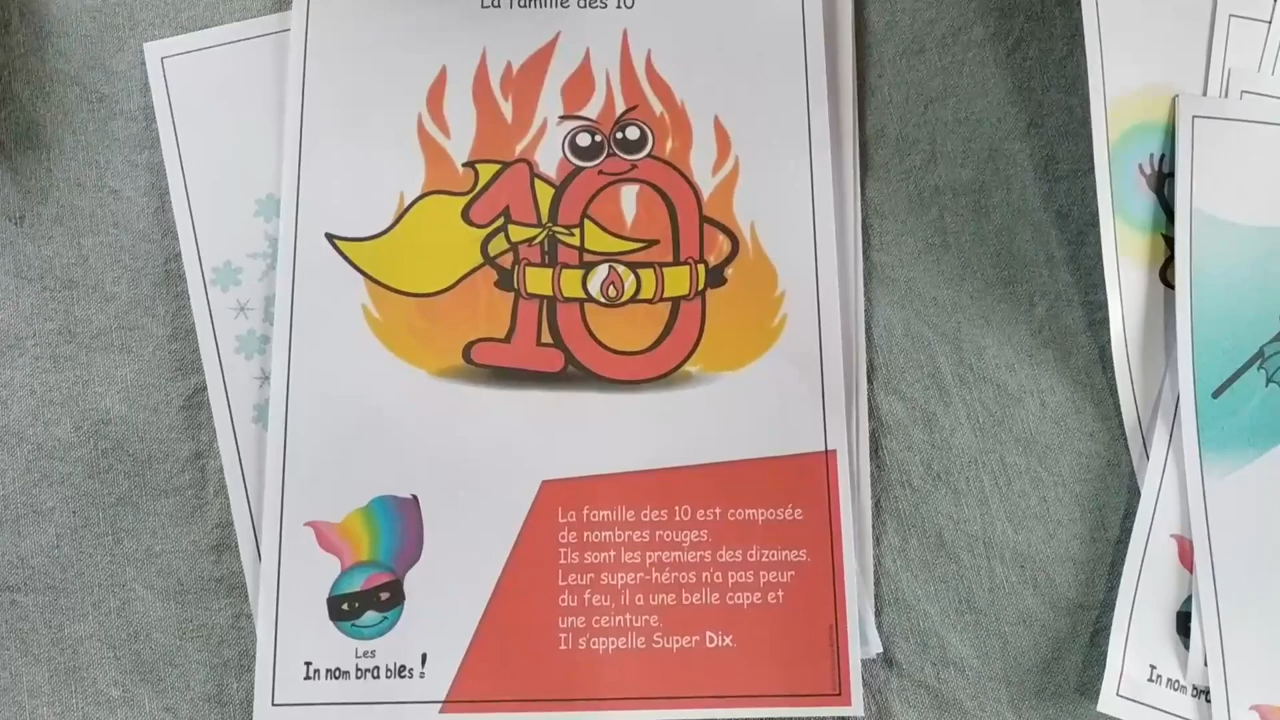 La famille des 10
10
La famille des 10 est composée
de nombres rouges.
Ils sont les premiers des dizaines.
Leur super-héros n'a pas peur
du feu, il a une belle cape et
une ceinture.
Il s'appelle Super Dix.
Les
In nom bra bles !
In nom bra